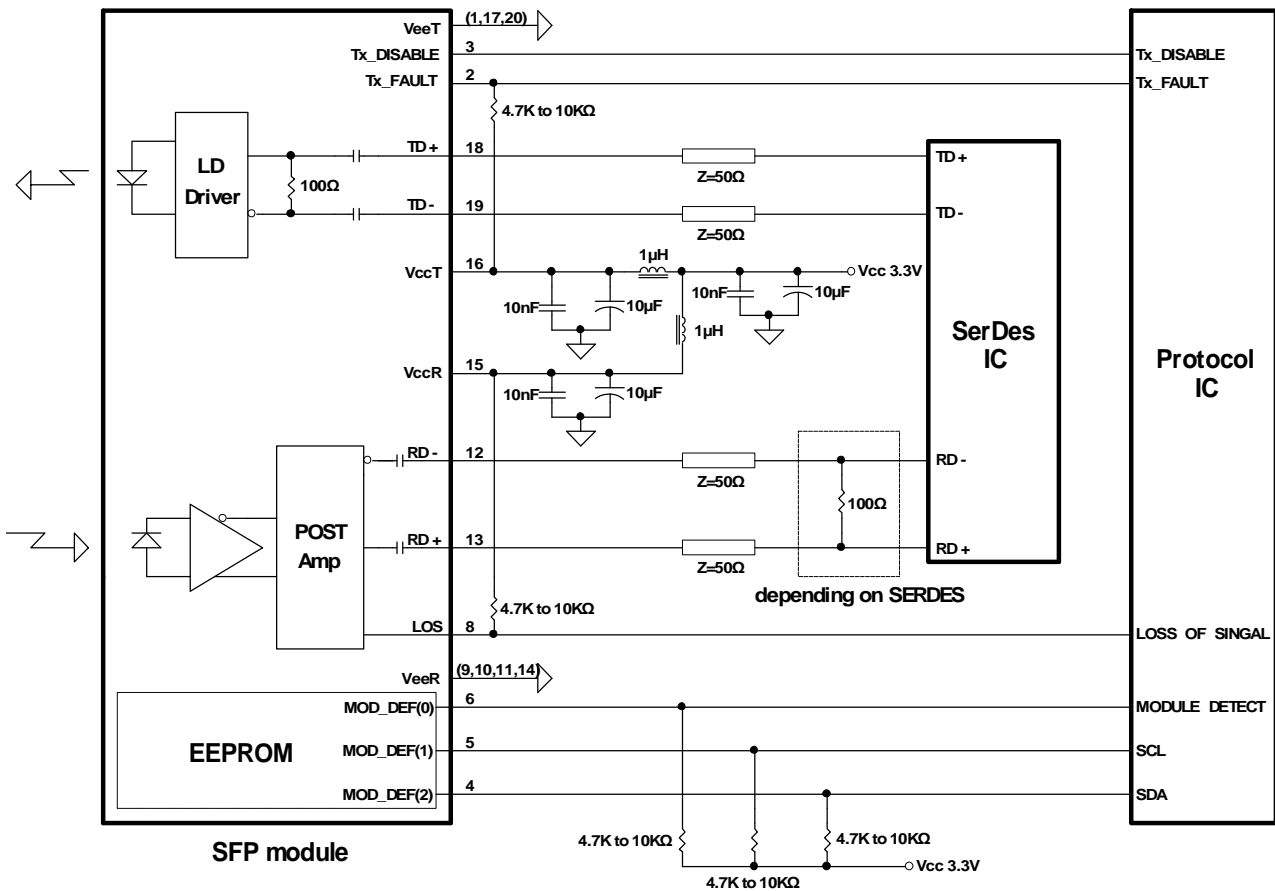 VeeT (1,17,20)
Tx_DISABLE 3 Tx_DISABLE
Tx_FAULT 2 Tx_FAULT
4.7K to 10KΩ
LD
Driver
100Ω
TD+ 18 Z=50Ω TD+
TD- 19 Z=50Ω TD-
VccT 16 1µH Vcc 3.3V
10nF 10µF 10nF 10µF
1µH
SerDes
IC
Protocol
IC
VccR 15
10nF 10µF
RD- 12 Z=50Ω RD-
100Ω
POST
Amp
RD+ 13 Z=50Ω RD+
depending on SERDES
4.7K to 10KΩ
LOS 8 LOSS OF SINGAL
VeeR (9,10,11,14)
EEPROM
MOD_DEF(0) 6 MODULE DETECT
MOD_DEF(1) 5 SCL
MOD_DEF(2) 4 SDA
4.7K to 10KΩ 4.7K to 10KΩ
4.7K to 10KΩ
Vcc 3.3V
SFP module